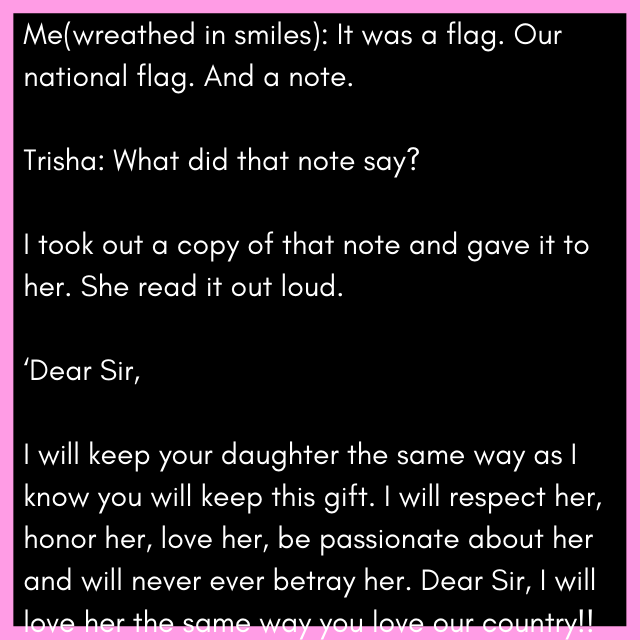 Me(wreathed in smiles): It was a flag. Our
national flag. And a note.
Trisha: What did that note say?
I took out a copy of that note and gave it to
her. She read it out loud.
‘Dear Sir,
I will keep your daughter the same way as I
know you will keep this gift. I will respect her,
honor her, love her, be passionate about her
and will never ever betray her. Dear Sir, I will
love her the same way you love our country!!